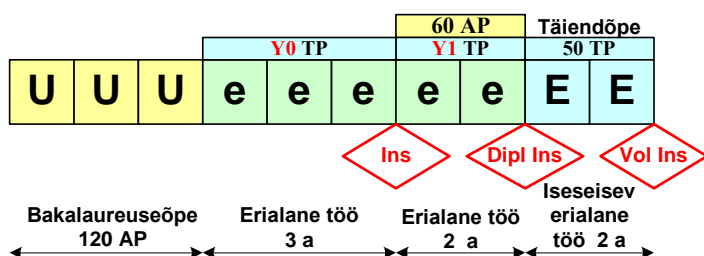 60 AP Täiendõpe
Y0 TP Y1 TP 50 TP
U U U e e e e e E E
Ins Dipl Ins Vol Ins
Bakalaureuseõpe
120 AP
Erialane töö
3 a
Erialane töö
2 a
Iseseisev
erialane
töö 2 a